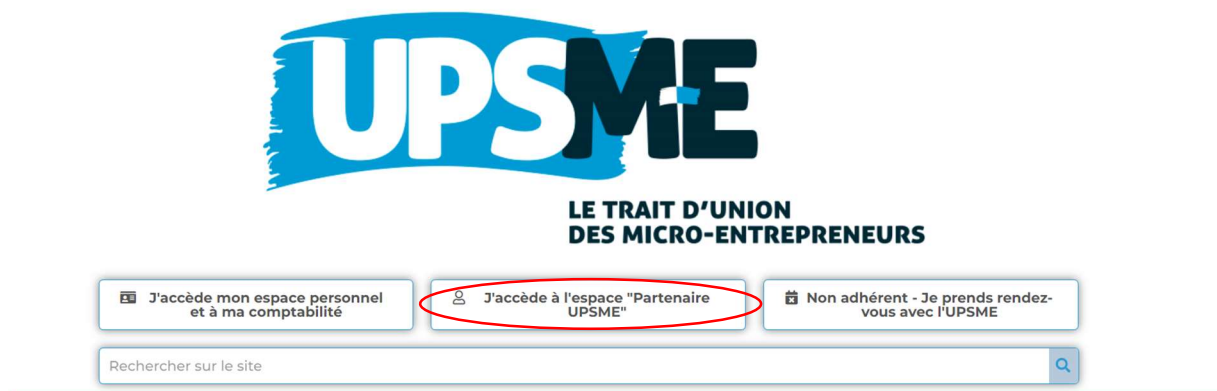 UPSM-E
LE TRAIT D'UNION
DES MICRO-ENTREPRENEURS
J'accède mon espace personnel
et à ma comptabilité
J'accède à l'espace "Partenaire
UPSME"
Non adhérent - Je prends rendez-
vous avec l'UPSME
Rechercher sur le site